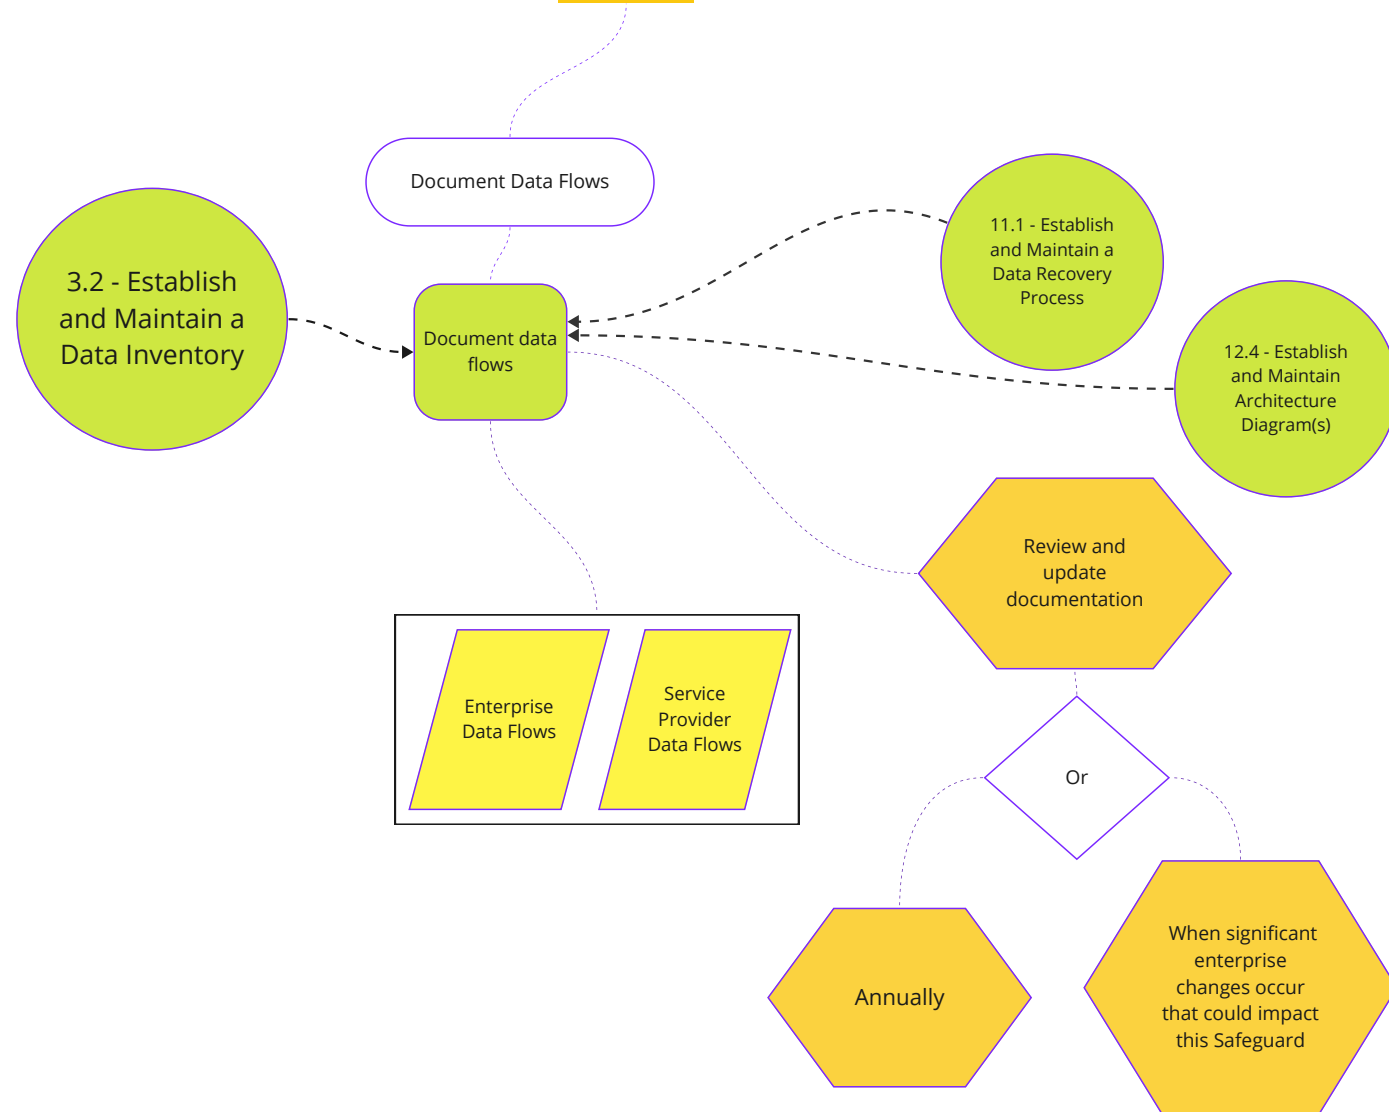 Document Data Flows
3.2 - Establish
and Maintain a
Data Inventory
Document data
flows
11.1 - Establish
and Maintain a
Data Recovery
Process
12.4 - Establish
and Maintain
Architecture
Diagram(s)
Review and
update
documentation
Enterprise
Data Flows
Service
Provider
Data Flows
Or
Annually
When significant
enterprise
changes occur
that could impact
this Safeguard